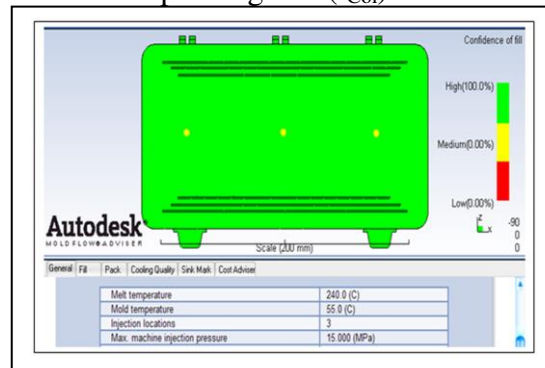 Confidence of fill
High(100.0%)
Medium(0.00%)
Low(0.00%)
Autodesk
MOLDFLOW ADVISER
Scale (200 mm)
z
x
-90
0
0
General Fill Pack Cooling Quality Sink Mark Cost Adviser
Melt temperature 240.0 (C)
Mold temperature 55.0 (C)
Injection locations 3
Max. machine injection pressure 15.000 (MPa)